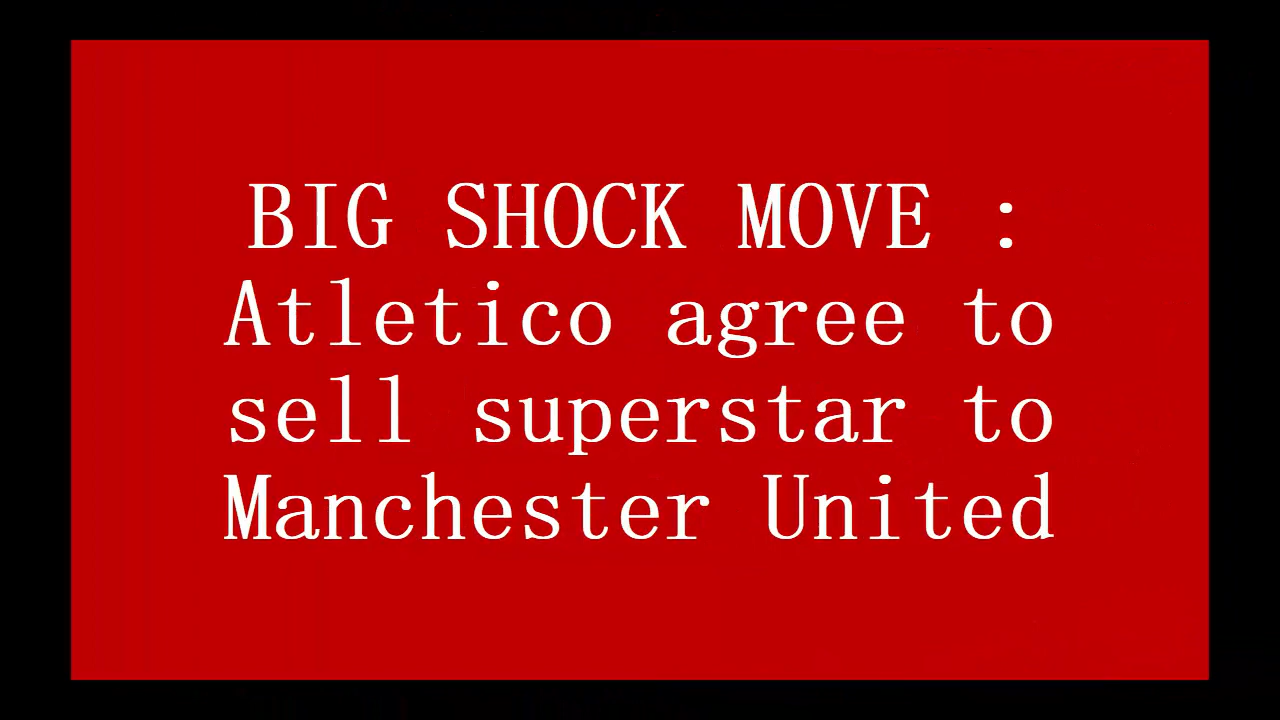 BIG SHOCK MOVE :
Atletico agree to
sell superstar to
Manchester United